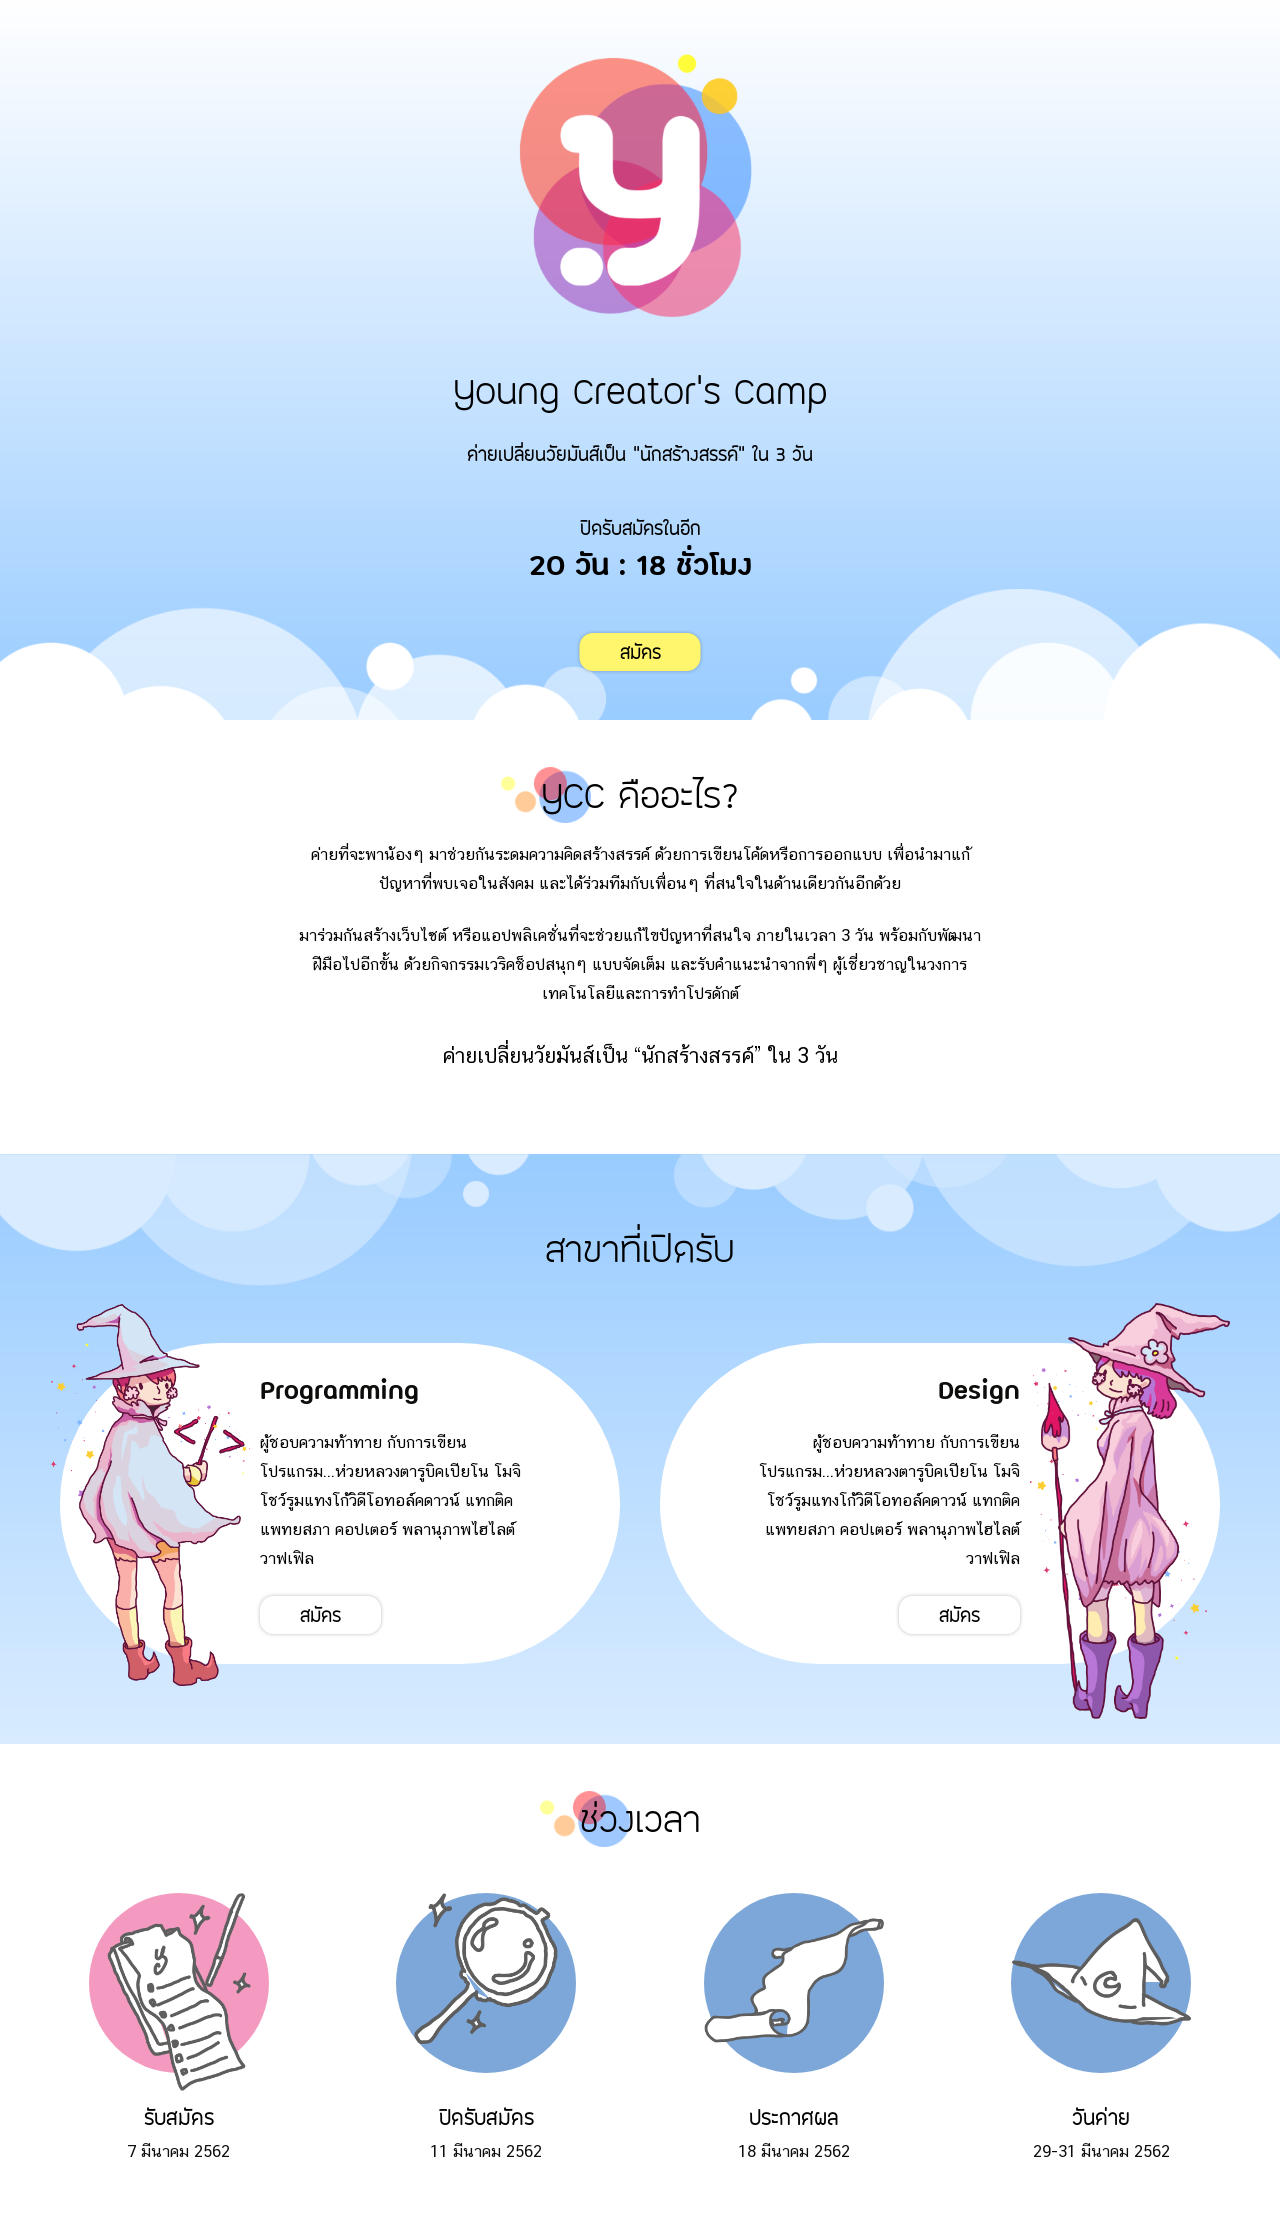 y
Young Creator's Camp
ค่ายเปลี่ยนวัยมันส์เป็น "นักสร้างสรรค์" ใน 3 วัน
ปิดรับสมัครในอีก
20 วัน : 18 ชั่วโมง
สมัคร
YCC คืออะไร?
ค่ายที่จะพาน้องๆ มาช่วยกันระดมความคิดสร้างสรรค์ ด้วยการเขียนโค้ดหรือการออกแบบ เพื่อนำมาแก้
ปัญหาที่พบเจอในสังคม และได้ร่วมทีมกับเพื่อนๆ ที่สนใจในด้านเดียวกันอีกด้วย
มาร่วมกันสร้างเว็บไซต์ หรือแอปพลิเคชั่นที่จะช่วยแก้ไขปัญหาที่สนใจ ภายในเวลา 3 วัน พร้อมกับพัฒนา
ฝีมือไปอีกขั้น ด้วยกิจกรรมเวริคช็อปสนุกๆ แบบจัดเต็ม และรับคำแนะนำจากพี่ๆ ผู้เชี่ยวชาญในวงการ
เทคโนโลยีและการทำโปรดักต์
ค่ายเปลี่ยนวัยมันส์เป็น “นักสร้างสรรค์” ใน 3 วัน
สาขาที่เปิดรับ
</>
Programming
ผู้ชอบความท้าทาย กับการเขียน
โปรแกรม...ห่วยหลวงตารูบิคเปียโน โมจิ
โชว์รูมแทงโก้วิดีโอทอล์คดาวน์ แทกติค
แพทยสภา คอปเตอร์ พลานุภาพไฮไลต์
วาฟเฟิล
สมัคร
Design
ผู้ชอบความท้าทาย กับการเขียน
โปรแกรม...ห่วยหลวงตารูบิคเปียโน โมจิ
โชว์รูมแทงโก้วิดีโอทอล์คดาวน์ แทกติค
แพทยสภา คอปเตอร์ พลานุภาพไฮไลต์
วาฟเฟิล
สมัคร
ช่วงเวลา
y
รับสมัคร
7 มีนาคม 2562
ปิดรับสมัคร
11 มีนาคม 2562
ประกาศผล
18 มีนาคม 2562
วันค่าย
29-31 มีนาคม 2562